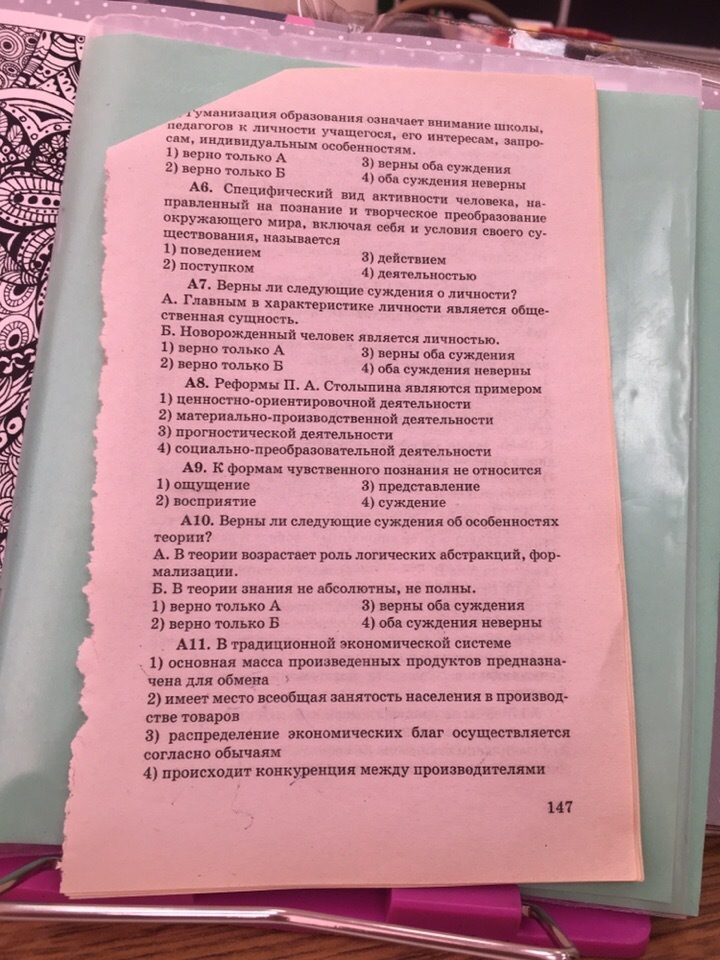 Гуманизация образования означает внимание школы,
педагогов к личности учащегося, его интересам, запро-
сам, индивидуальным особенностям.
1) верно только А 3) верны оба суждения
2) верно только Б 4) оба суждения неверны
А6. Специфический вид активности человека, на-
правленный на познание и творческое преобразование
окружающего мира, включая себя и условия своего су-
ществования, называется
1) поведением 3) действием
2) поступком 4) деятельностью
А7. Верны ли следующие суждения о личности?
А. Главным в характеристике личности является обще-
ственная сущность.
Б. Новорожденный человек является личностью.
1) верно только А 3) верны оба суждения
2) верно только Б 4) оба суждения неверны
А8. Реформы П. А. Столыпина являются примером
1) ценностно-ориентировочной деятельности
2) материально-производственной деятельности
3) прогностической деятельности
4) социально-преобразовательной деятельности
А9. К формам чувственного познания не относится
1) ощущение 3) представление
2) восприятие 4) суждение
А10. Верны ли следующие суждения об особенностях
теории?
А. В теории возрастает роль логических абстракций, фор-
мализации.
Б. В теории знания не абсолютны, не полны.
1) верно только А 3) верны оба суждения
2) верно только Б 4) оба суждения неверны
А11. В традиционной экономической системе
1) основная масса произведенных продуктов предназна-
чена для обмена
2) имеет место всеобщая занятость населения в производ-
стве товаров
3) распределение экономических благ осуществляется
согласно обычаям
4) происходит конкуренция между производителями
147